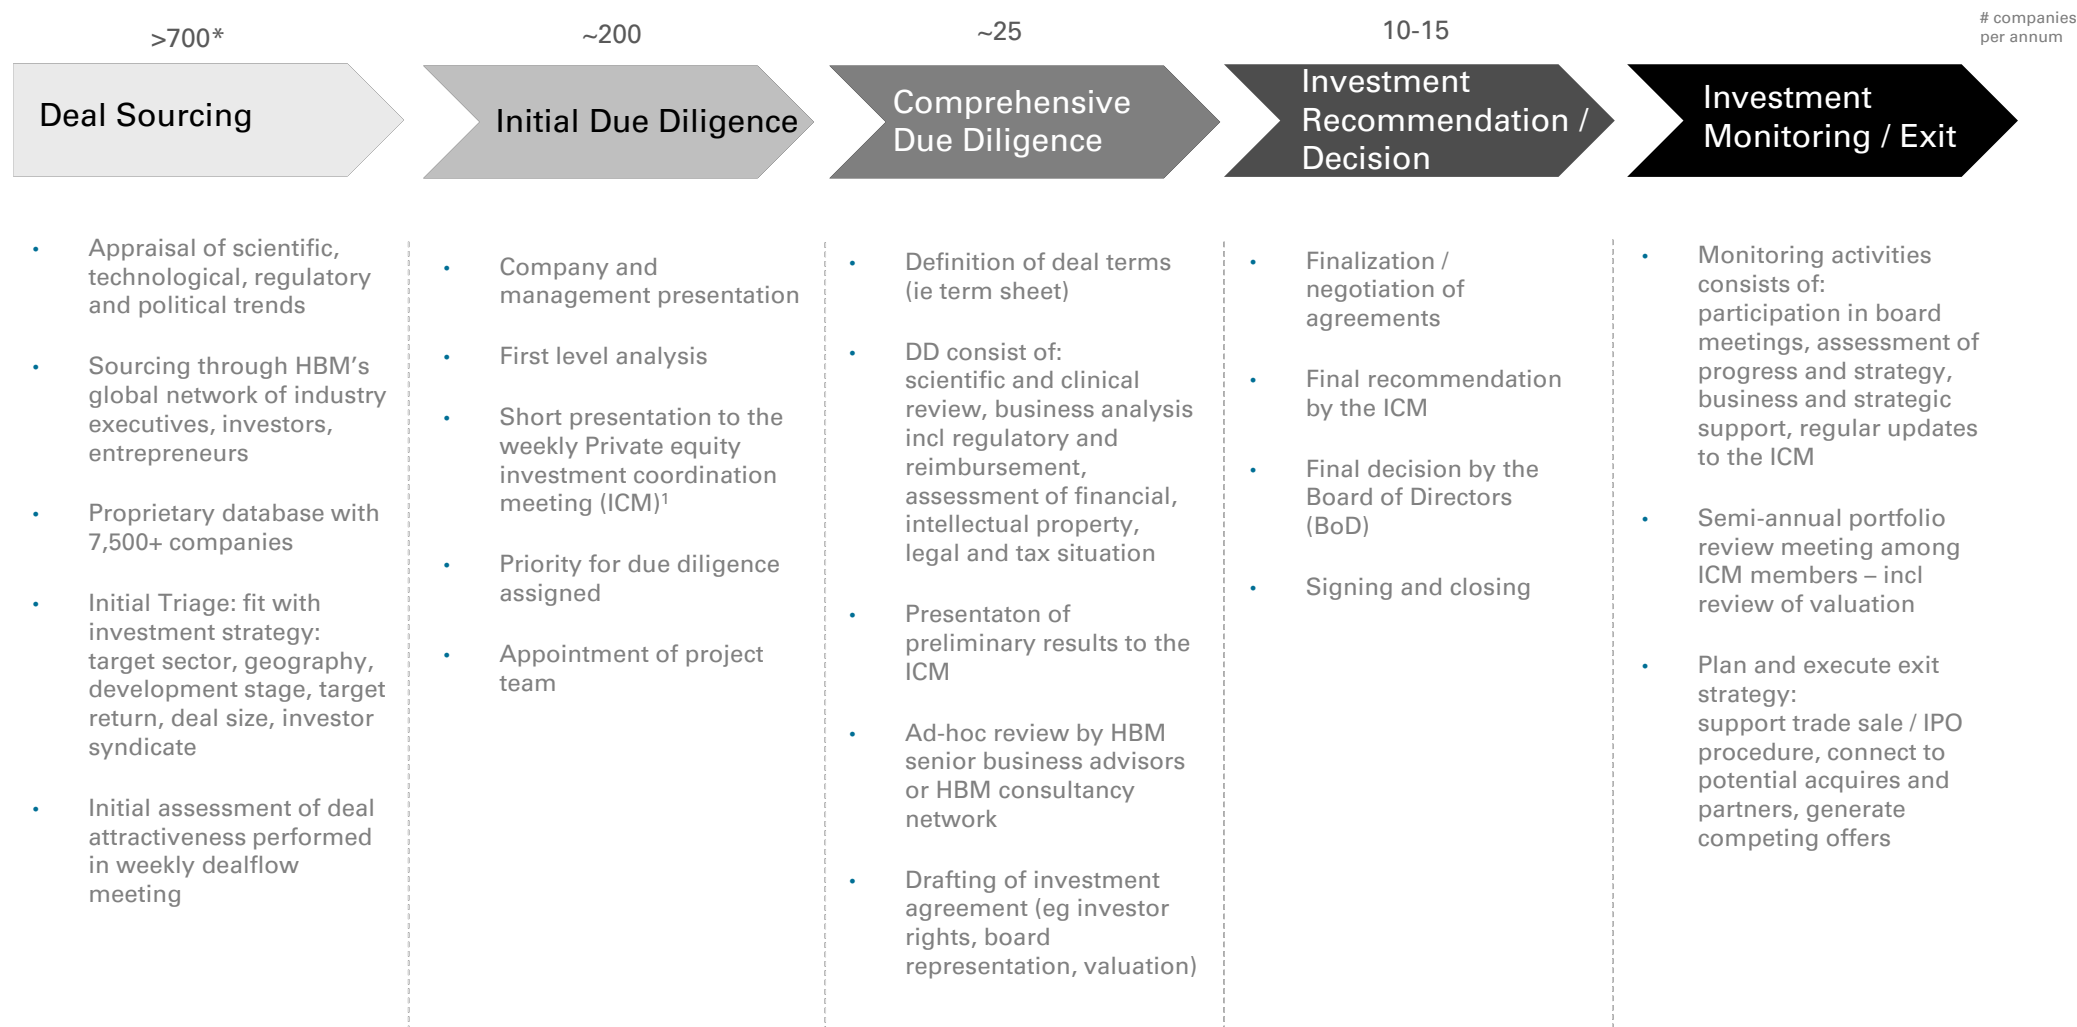 >700*
~200
~25
10-15
# companies
per annum
Deal Sourcing
Initial Due Diligence
Comprehensive
Due Diligence
Investment
Recommendation /
Decision
Investment
Monitoring / Exit
• Appraisal of scientific,
technological, regulatory
and political trends
• Sourcing through HBM’s
global network of industry
executives, investors,
entrepreneurs
• Proprietary database with
7,500+ companies
• Initial Triage: fit with
investment strategy:
target sector, geography,
development stage, target
return, deal size, investor
syndicate
• Initial assessment of deal
attractiveness performed
in weekly dealflow
meeting
• Company and
management presentation
• First level analysis
• Short presentation to the
weekly Private equity
investment coordination
meeting (ICM)¹
• Priority for due diligence
assigned
• Appointment of project
team
• Definition of deal terms
(ie term sheet)
• DD consist of:
scientific and clinical
review, business analysis
incl regulatory and
reimbursement,
assessment of financial,
intellectual property,
legal and tax situation
• Presentaton of
preliminary results to the
ICM
• Ad-hoc review by HBM
senior business advisors
or HBM consultancy
network
• Drafting of investment
agreement (eg investor
rights, board
representation, valuation)
• Finalization /
negotiation of
agreements
• Final recommendation
by the ICM
• Final decision by the
Board of Directors
(BoD)
• Signing and closing
• Monitoring activities
consists of:
participation in board
meetings, assessment of
progress and strategy,
business and strategic
support, regular updates
to the ICM
• Semi-annual portfolio
review meeting among
ICM members – incl
review of valuation
• Plan and execute exit
strategy:
support trade sale / IPO
procedure, connect to
potential acquires and
partners, generate
competing offers